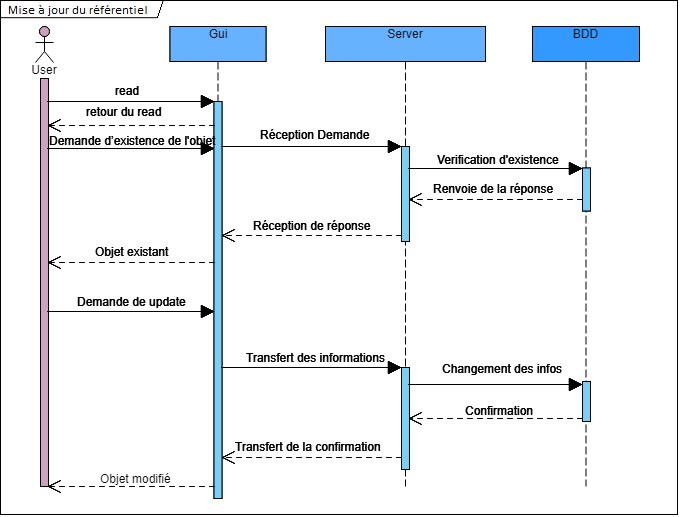 Mise à jour du référentiel
Gui
Server
BDD
User
read
retour du read
Demande d'existence de l'objet
Réception Demande
Verification d'existence
Renvoie de la réponse
Réception de réponse
Objet existant
Demande de update
Transfert des informations
Changement des infos
Confirmation
Transfert de la confirmation
Objet modifié